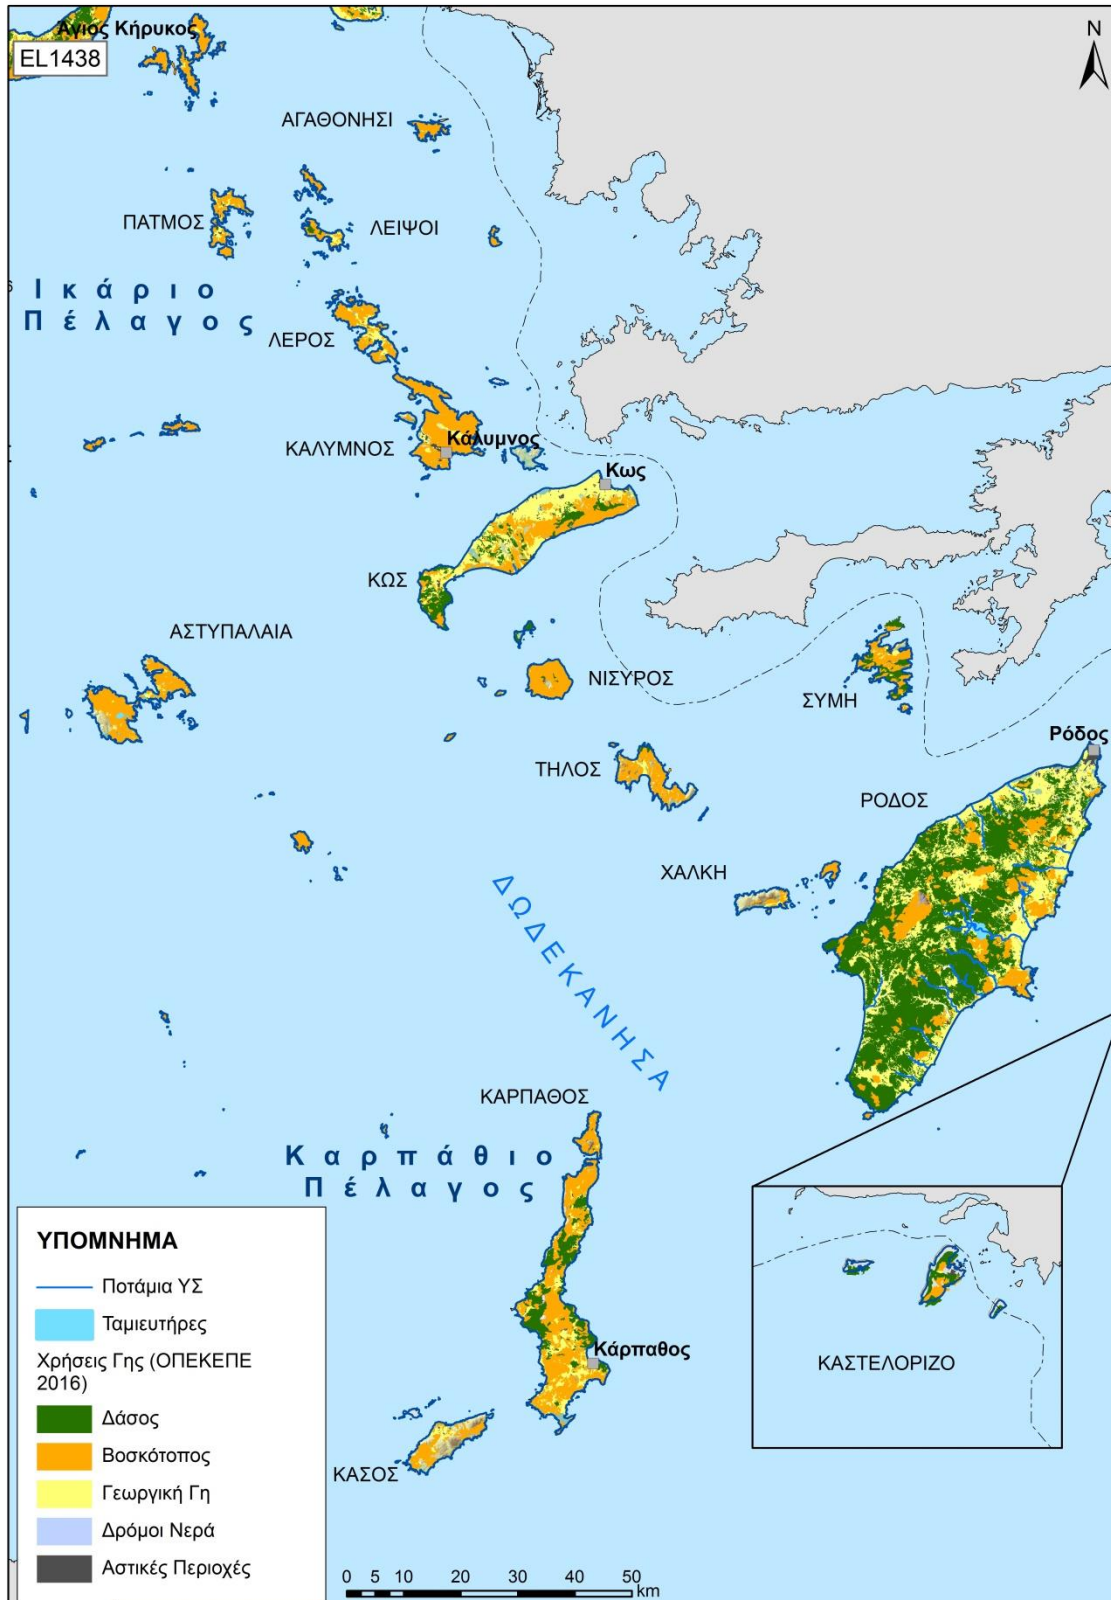 Άγιος Κήρυκος
EL1438
N
ΑΓΑΘΟΝΗΣΙ
ΠΑΤΜΟΣ
ΛΕΙΨΟΙ
Ικάριο
Πέλαγος
ΛΕΡΟΣ
ΚΑΛΥΜΝΟΣ
Κάλυμνος
Κως
ΚΩΣ
ΑΣΤΥΠΑΛΑΙΑ
ΝΙΣΥΡΟΣ
ΣΥΜΗ
Ρόδος
ΤΗΛΟΣ
ΡΟΔΟΣ
ΧΑΛΚΗ
ΔΩΔΕΚΑΝΗΣΑ
ΚΑΡΠΑΘΟΣ
Καρπάθιο
Πέλαγος
Κάρπαθος
ΚΑΣΟΣ
ΚΑΣΤΕΛΟΡΙΖΟ
ΥΠΟΜΝΗΜΑ
Ποτάμια ΥΣ
Ταμιευτήρες
Χρήσεις Γης (ΟΠΕΚΕΠΕ
2016)
Δάσος
Βοσκότοπος
Γεωργική Γη
Δρόμοι Νερά
Αστικές Περιοχές
0 5 10 20 30 40 50
km